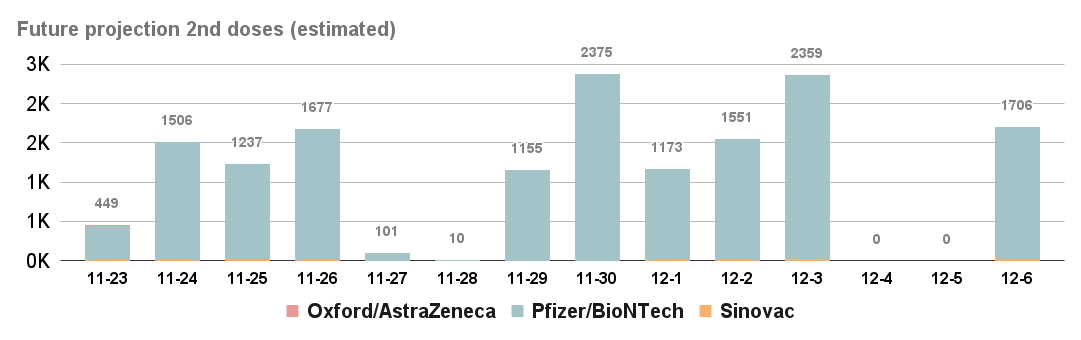 Future projection 2nd doses (estimated)
3K
2K
2K
1K
1K
0K
449
1506
1237
1677
101
10
1155
2375
1173
1551
2359
0
0
1706
11-23 11-24 11-25 11-26 11-27 11-28 11-29 11-30 12-1 12-2 12-3 12-4 12-5 12-6
Oxford/AstraZeneca Pfizer/BioNTech Sinovac